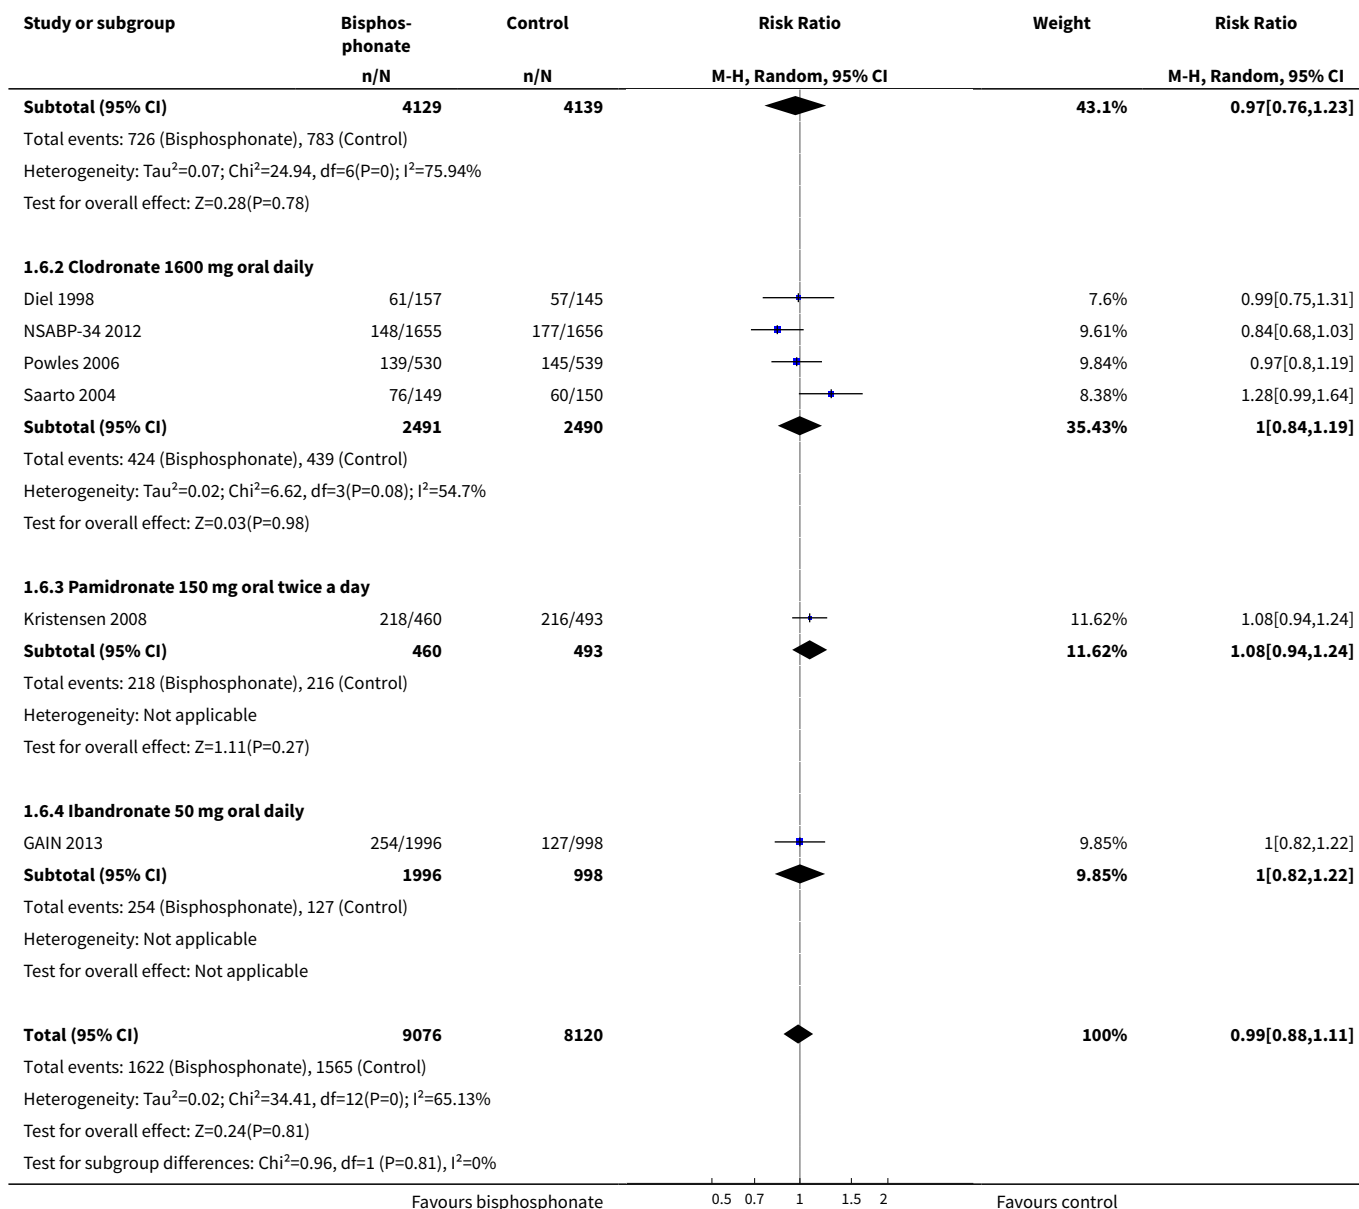 Study or subgroup Bisphos- Control Risk Ratio Weight Risk Ratio
phonate
n/N n/N M-H, Random, 95% CI M-H, Random, 95% CI
Subtotal (95% CI) 4129 4139 43.1% 0.97[0.76,1.23]
Total events: 726 (Bisphosphonate), 783 (Control)
Heterogeneity: Tau²=0.07; Chi²=24.94, df=6(P=0); I²=75.94%
Test for overall effect: Z=0.28(P=0.78)
1.6.2 Clodronate 1600 mg oral daily
Diel 1998 61/157 57/145 7.6% 0.99[0.75,1.31]
NSABP-34 2012 148/1655 177/1656 9.61% 0.84[0.68,1.03]
Powles 2006 139/530 145/539 9.84% 0.97[0.8,1.19]
Saarto 2004 76/149 60/150 8.38% 1.28[0.99,1.64]
Subtotal (95% CI) 2491 2490 35.43% 1[0.84,1.19]
Total events: 424 (Bisphosphonate), 439 (Control)
Heterogeneity: Tau²=0.02; Chi²=6.62, df=3(P=0.08); I²=54.7%
Test for overall effect: Z=0.03(P=0.98)
1.6.3 Pamidronate 150 mg oral twice a day
Kristensen 2008 218/460 216/493 11.62% 1.08[0.94,1.24]
Subtotal (95% CI) 460 493 11.62% 1.08[0.94,1.24]
Total events: 218 (Bisphosphonate), 216 (Control)
Heterogeneity: Not applicable
Test for overall effect: Z=1.11(P=0.27)
1.6.4 Ibandronate 50 mg oral daily
GAIN 2013 254/1996 127/998 9.85% 1[0.82,1.22]
Subtotal (95% CI) 1996 998 9.85% 1[0.82,1.22]
Total events: 254 (Bisphosphonate), 127 (Control)
Heterogeneity: Not applicable
Test for overall effect: Not applicable
Total (95% CI) 9076 8120 100% 0.99[0.88,1.11]
Total events: 1622 (Bisphosphonate), 1565 (Control)
Heterogeneity: Tau²=0.02; Chi²=34.41, df=12(P=0); I²=65.13%
Test for overall effect: Z=0.24(P=0.81)
Test for subgroup differences: Chi²=0.96, df=1 (P=0.81), I²=0%
Favours bisphosphonate 0.5 0.7 1 1.5 2 Favours control